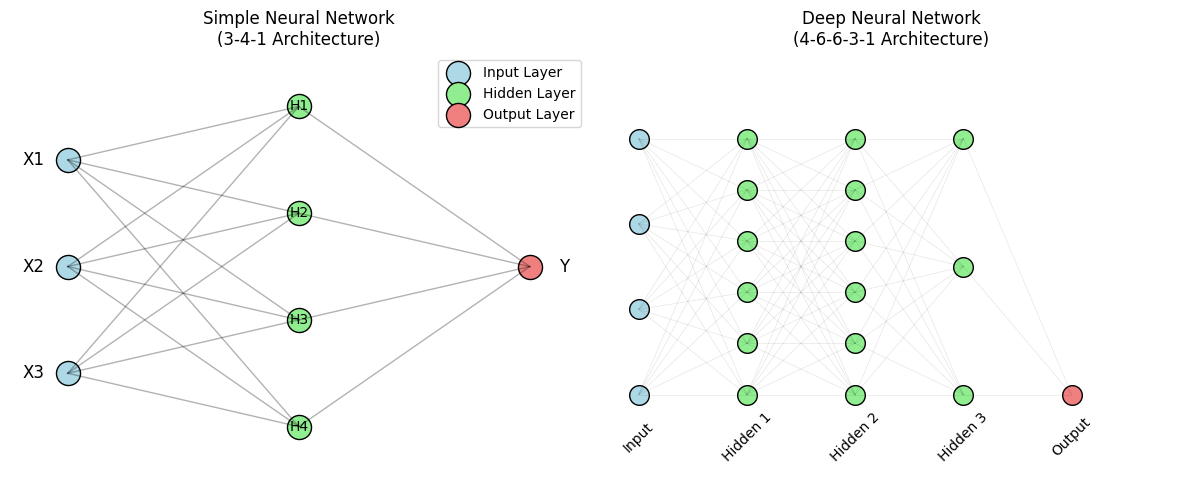 Simple Neural Network
(3-4-1 Architecture)
Input Layer
Hidden Layer
Output Layer
H1
X1
H2
X2
Y
H3
X3
H4
Deep Neural Network
(4-6-6-3-1 Architecture)
Input
Hidden 1
Hidden 2
Hidden 3
Output